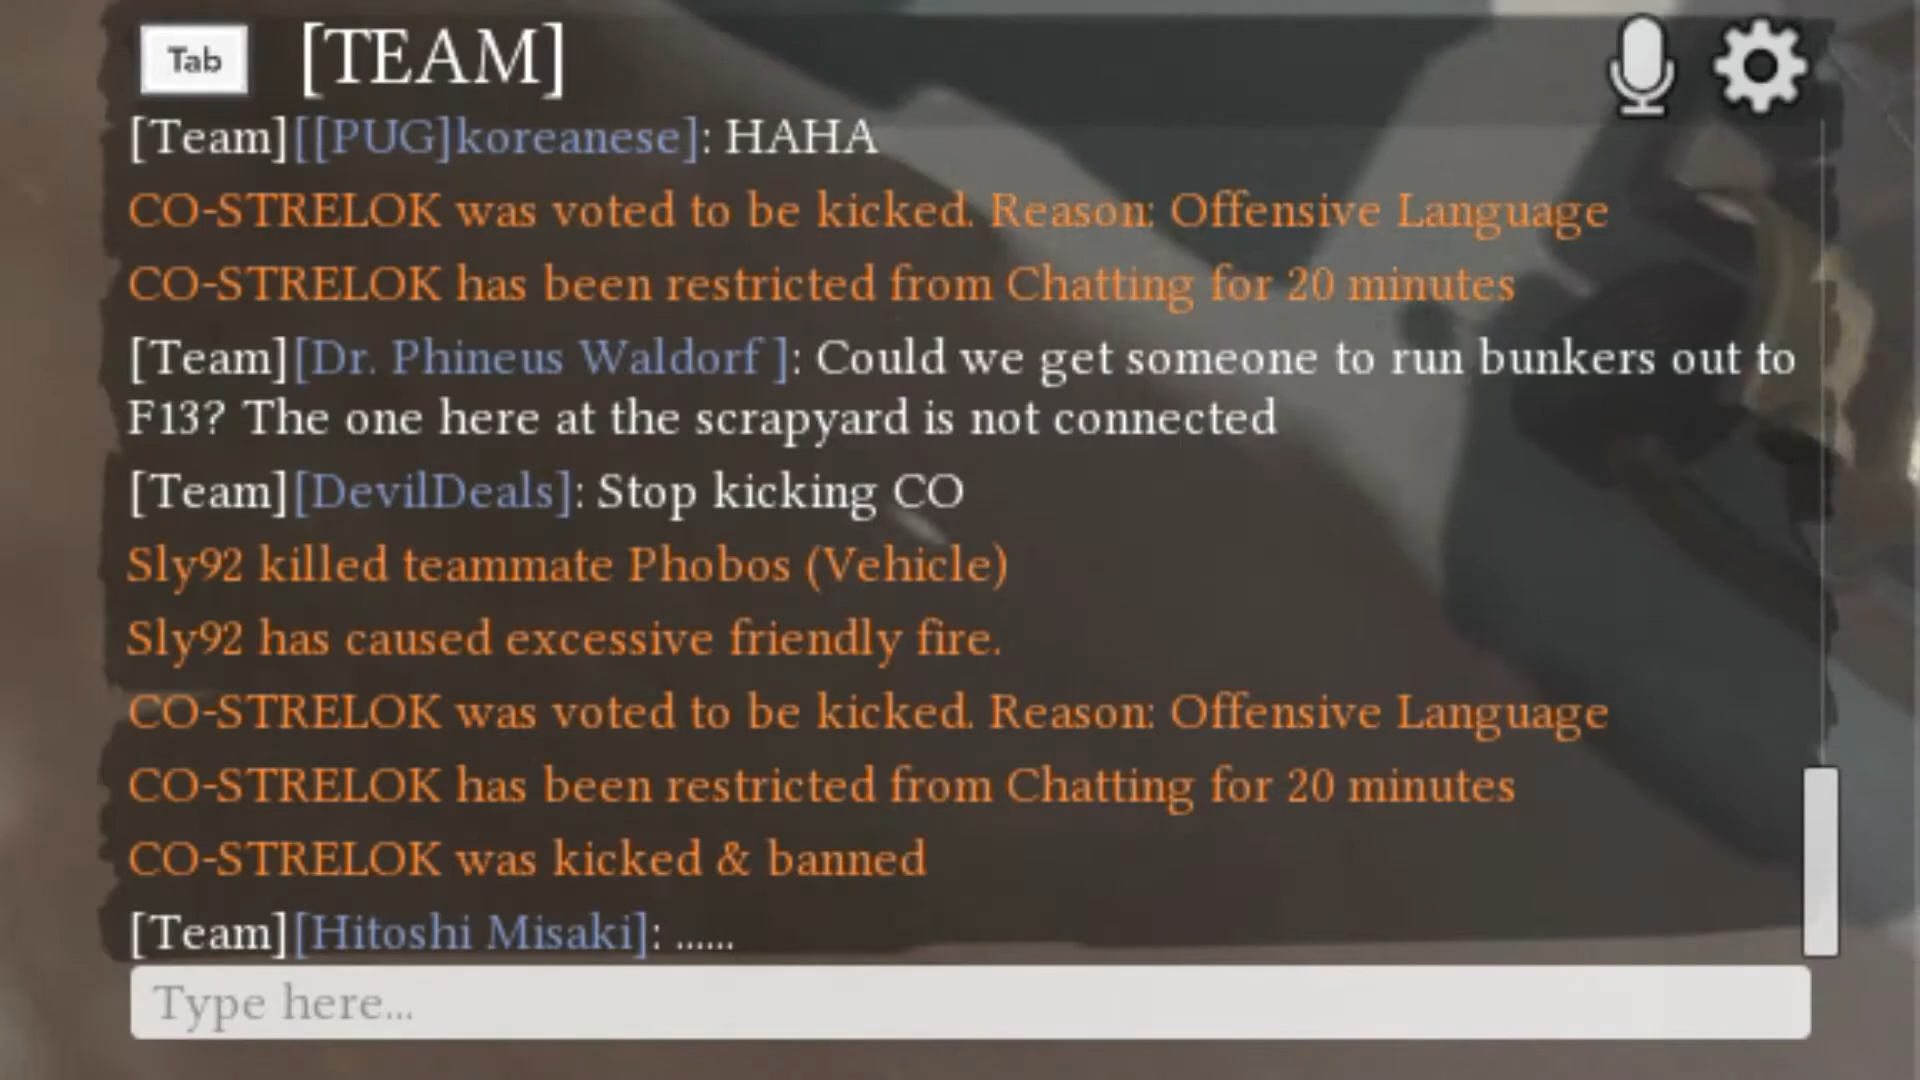 Tab [TEAM]
[Team][[PUG]koreanese]: HAHA
CO-STRELOK was voted to be kicked. Reason: Offensive Language
CO-STRELOK has been restricted from Chatting for 20 minutes
[Team][Dr. Phineus Waldorf ]: Could we get someone to run bunkers out to
F13? The one here at the scrapyard is not connected
[Team][DevilDeals]: Stop kicking CO
Sly92 killed teammate Phobos (Vehicle)
Sly92 has caused excessive friendly fire.
CO-STRELOK was voted to be kicked. Reason: Offensive Language
CO-STRELOK has been restricted from Chatting for 20 minutes
CO-STRELOK was kicked & banned
[Team][Hitoshi Misaki]: ......
Type here...